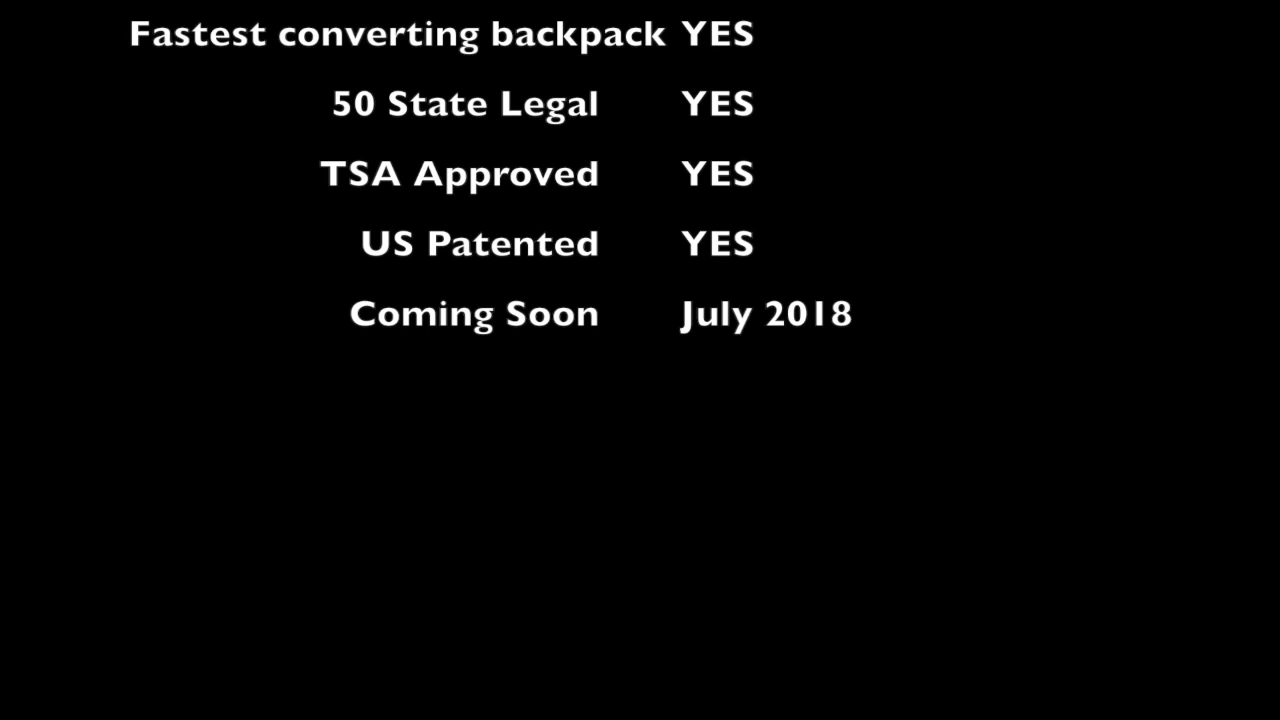 Fastest converting backpack YES
50 State Legal YES
TSA Approved YES
US Patented YES
Coming Soon July 2018